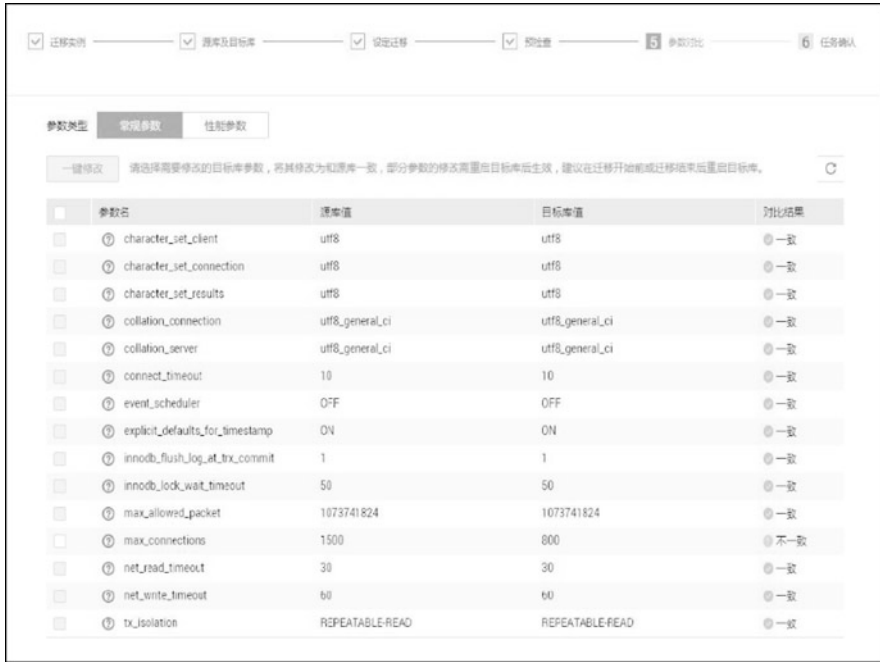 迁移实例 源库及目标库 设定迁移 预检查 5 参数对比 6 任务确认
参数类型 常规参数 性能参数
一键修改 请选择需要修改的目标库参数，将其修改为和源库一致，部分参数的修改需重启目标库后生效，建议在迁移开始前或迁移结束后重启目标库。
参数名 源库值 目标库值 对比结果
character_set_client utf8 utf8 一致
character_set_connection utf8 utf8 一致
character_set_results utf8 utf8 一致
collation_connection utf8_general_ci utf8_general_ci 一致
collation_server utf8_general_ci utf8_general_ci 一致
connect_timeout 10 10 一致
event_scheduler OFF OFF 一致
explicit_defaults_for_timestamp ON ON 一致
innodb_flush_log_at_trx_commit 1 1 一致
innodb_lock_wait_timeout 50 50 一致
max_allowed_packet 1073741824 1073741824 一致
max_connections 1500 800 不一致
net_read_timeout 30 30 一致
net_write_timeout 60 60 一致
tx_isolation REPEATABLE-READ REPEATABLE-READ 一致